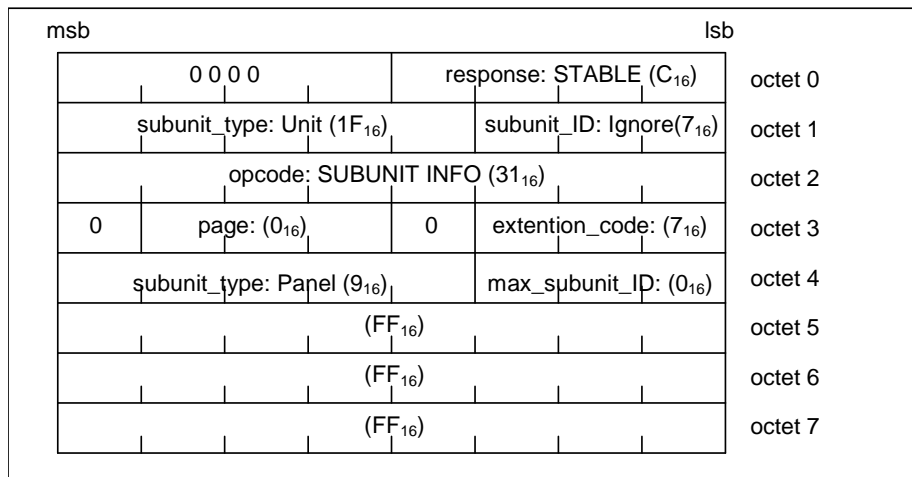 msb lsb
0 0 0 0 response: STABLE (C₁₆) octet 0
subunit_type: Unit (1F₁₆) subunit_ID: Ignore(7₁₆) octet 1
opcode: SUBUNIT INFO (31₁₆) octet 2
0 page: (0₁₆) 0 extention_code: (7₁₆) octet 3
subunit_type: Panel (9₁₆) max_subunit_ID: (0₁₆) octet 4
(FF₁₆) octet 5
(FF₁₆) octet 6
(FF₁₆) octet 7